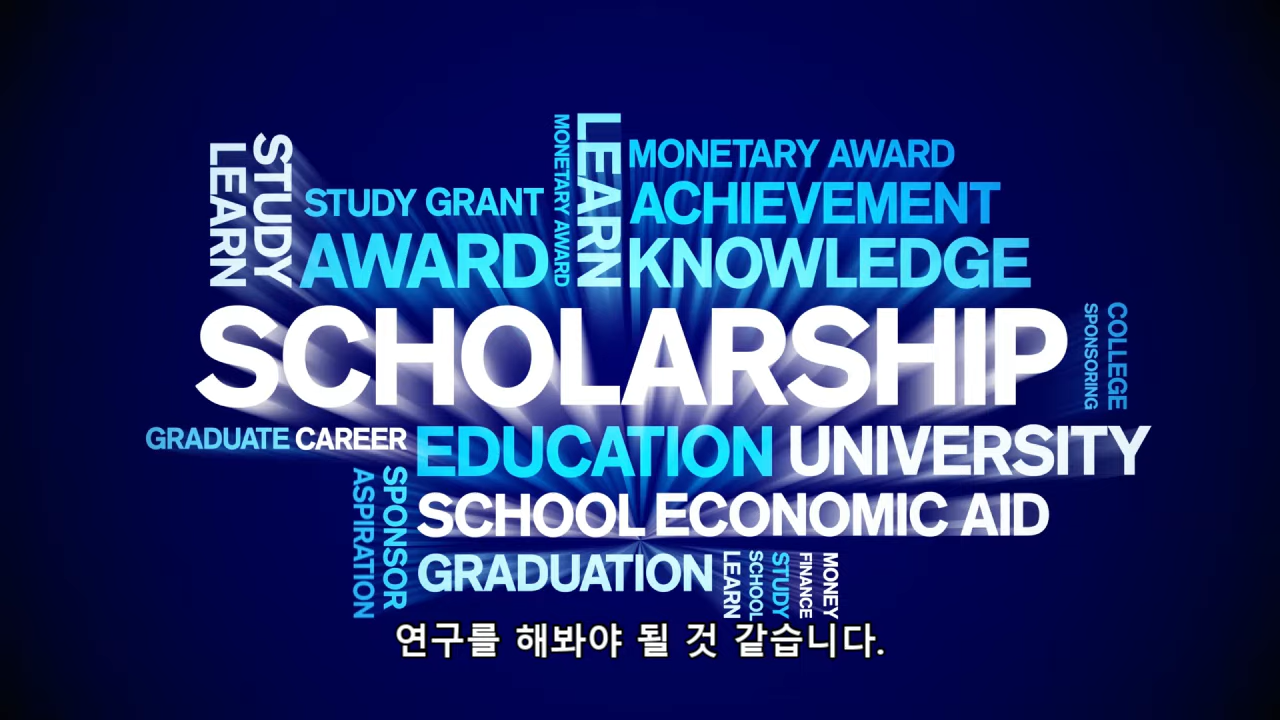 STUDY
LEARN
STUDY GRANT
AWARD
MONETARY AWARD
LEARN
MONETARY AWARD
ACHIEVEMENT
KNOWLEDGE
SCHOLARSHIP
COLLEGE
SPONSORING
GRADUATE CAREER
EDUCATION UNIVERSITY
SPONSOR
ASPIRATION
SCHOOL ECONOMIC AID
GRADUATION
LEARN
SCHOOL
STUDY
FINANCE
MONEY
연구를 해봐야 될 것 같습니다.